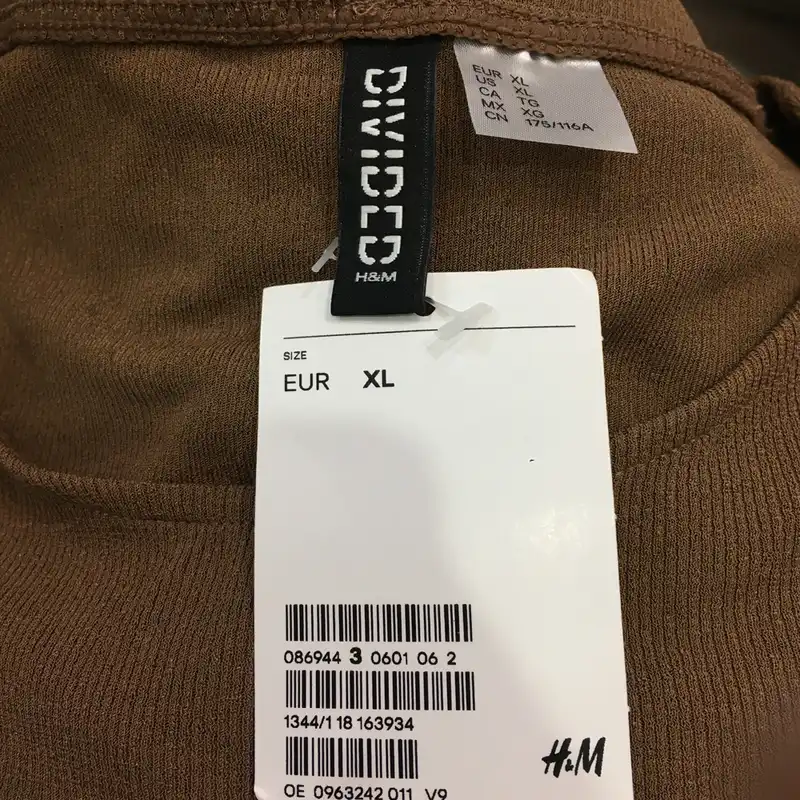 DIVIDED
H&M
EUR XL
US XL
CA XL
MX TG
CN XG
175/116A
SIZE
EUR XL
086944 3 0601 06 2
1344/1 18 163934
OE 0963242 011 V9
H&M